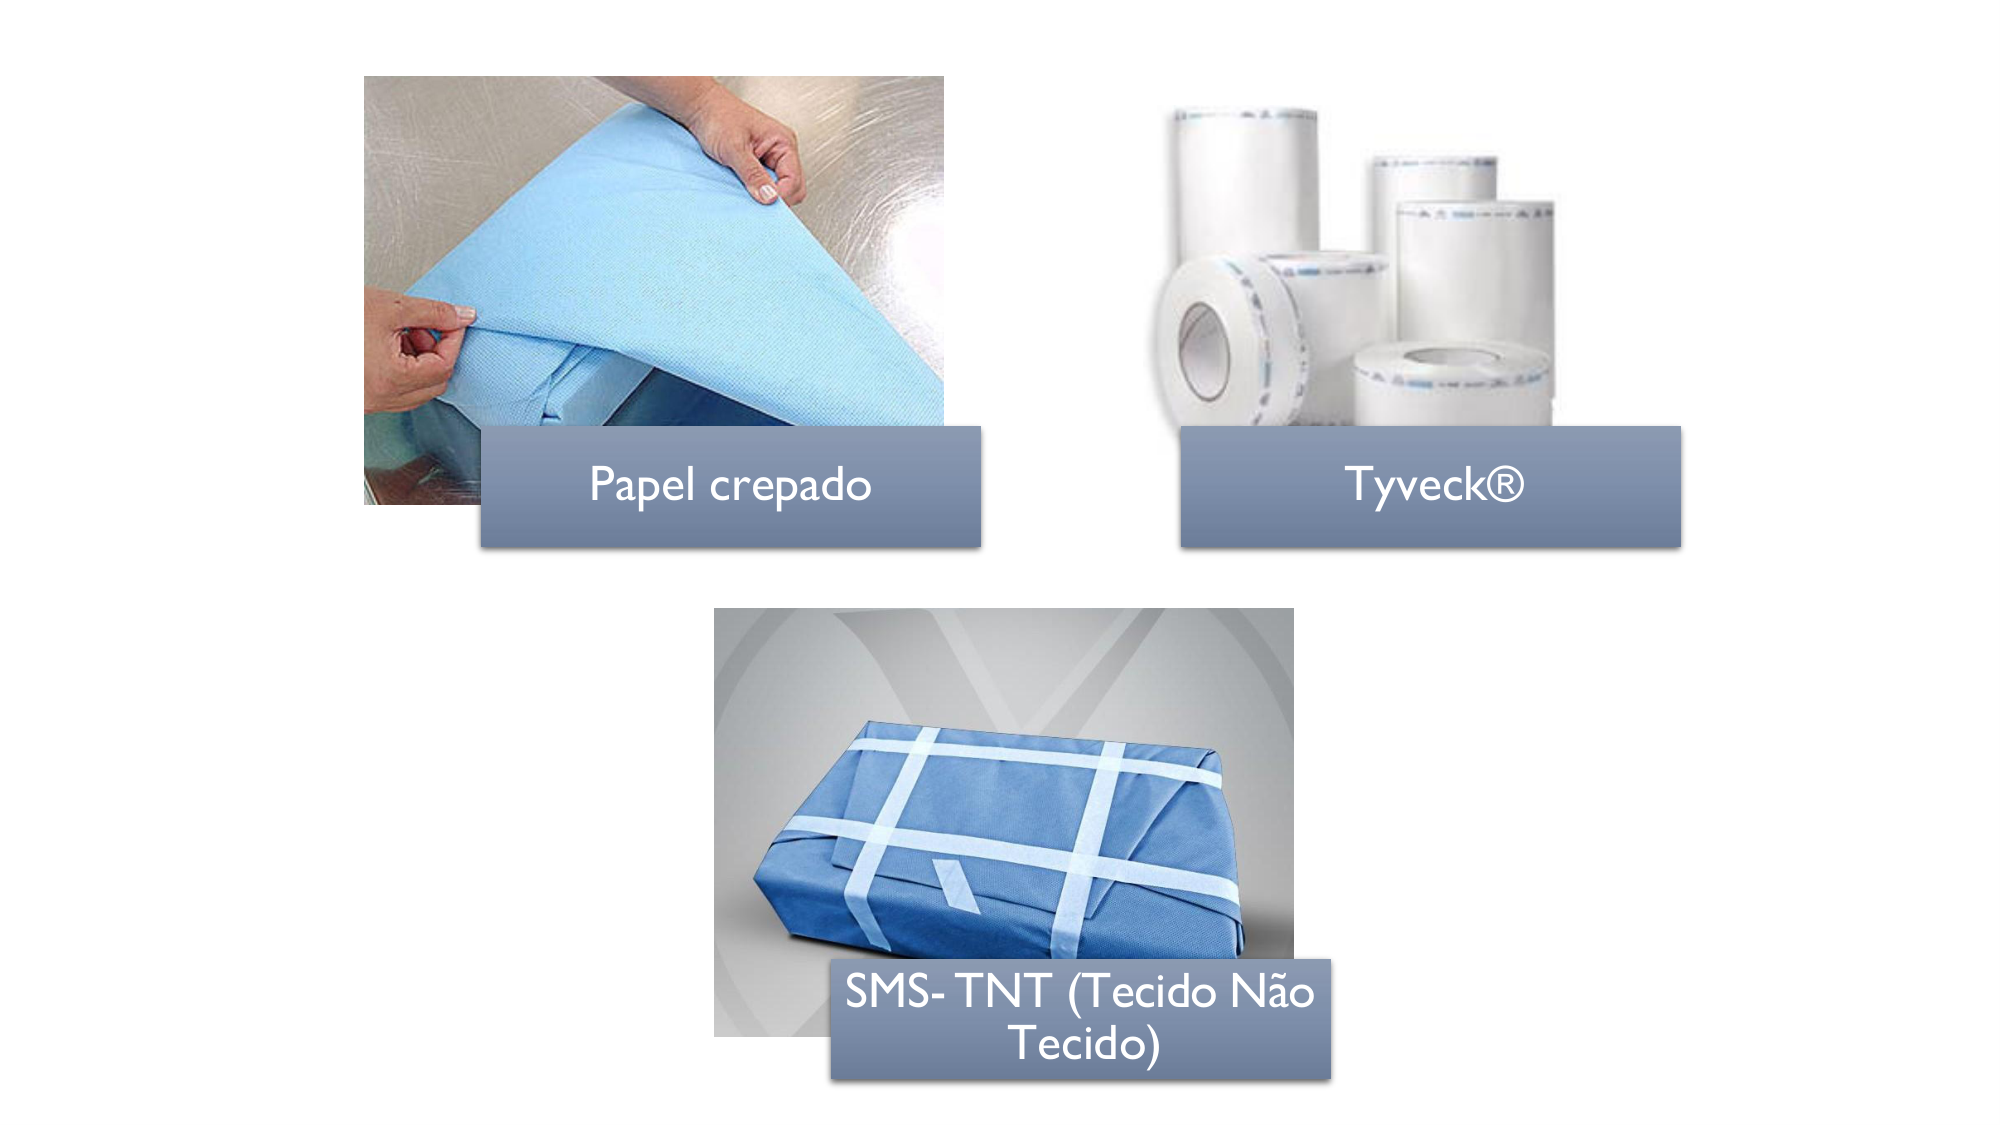 Papel crepado
Tyveck®
SMS- TNT (Tecido Não
Tecido)